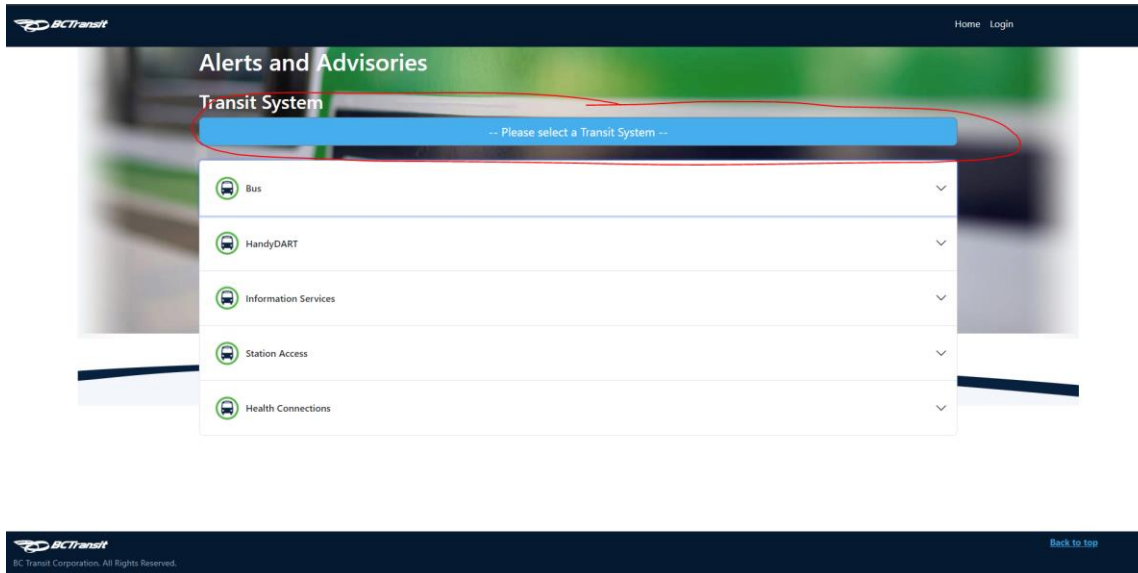 BCTransit
Home Login
Alerts and Advisories
Transit System
-- Please select a Transit System --
Bus
HandyDART
Information Services
Station Access
Health Connections
BCTransit
Back to top
BC Transit Corporation. All Rights Reserved.